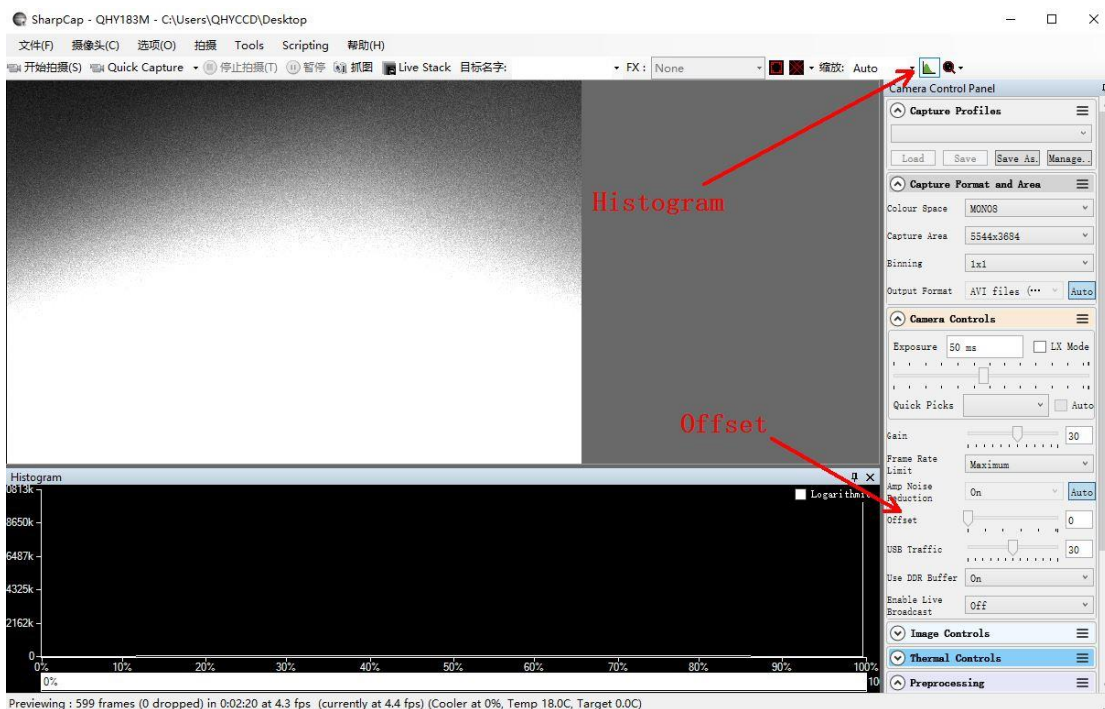 SharpCap - QHY183M - C:\Users\QHYCCD\Desktop
文件(F) 摄像头(C) 选项(O) 拍摄 Tools Scripting 帮助(H)
开始拍摄(S) Quick Capture 停止拍摄(T) 暂停 抓图 Live Stack 目标名字: FX : None 缩放: Auto
Camera Control Panel
Capture Profiles
Load Save Save As. Manage..
Histogram
Capture Format and Area
Colour Space MONO8
Capture Area 5544x3684
Binning 1x1
Output Format AVI files (··· Auto
Camera Controls
Exposure 50 ms LX Mode
Quick Picks Auto
Offset
Gain 30
Frame Rate Limit Maximum
Amp Noise Reduction On Auto
Offset 0
USB Traffic 30
Use DDR Buffer On
Enable Live Broadcast Off
Image Controls
Thermal Controls
Preprocessing
Histogram
Logarithmic
0813k
8650k
6487k
4325k
2162k
0
0% 10% 20% 30% 40% 50% 60% 70% 80% 90% 100%
0% 10
Previewing : 599 frames (0 dropped) in 0:02:20 at 4.3 fps (currently at 4.4 fps) (Cooler at 0%, Temp 18.0C, Target 0.0C)